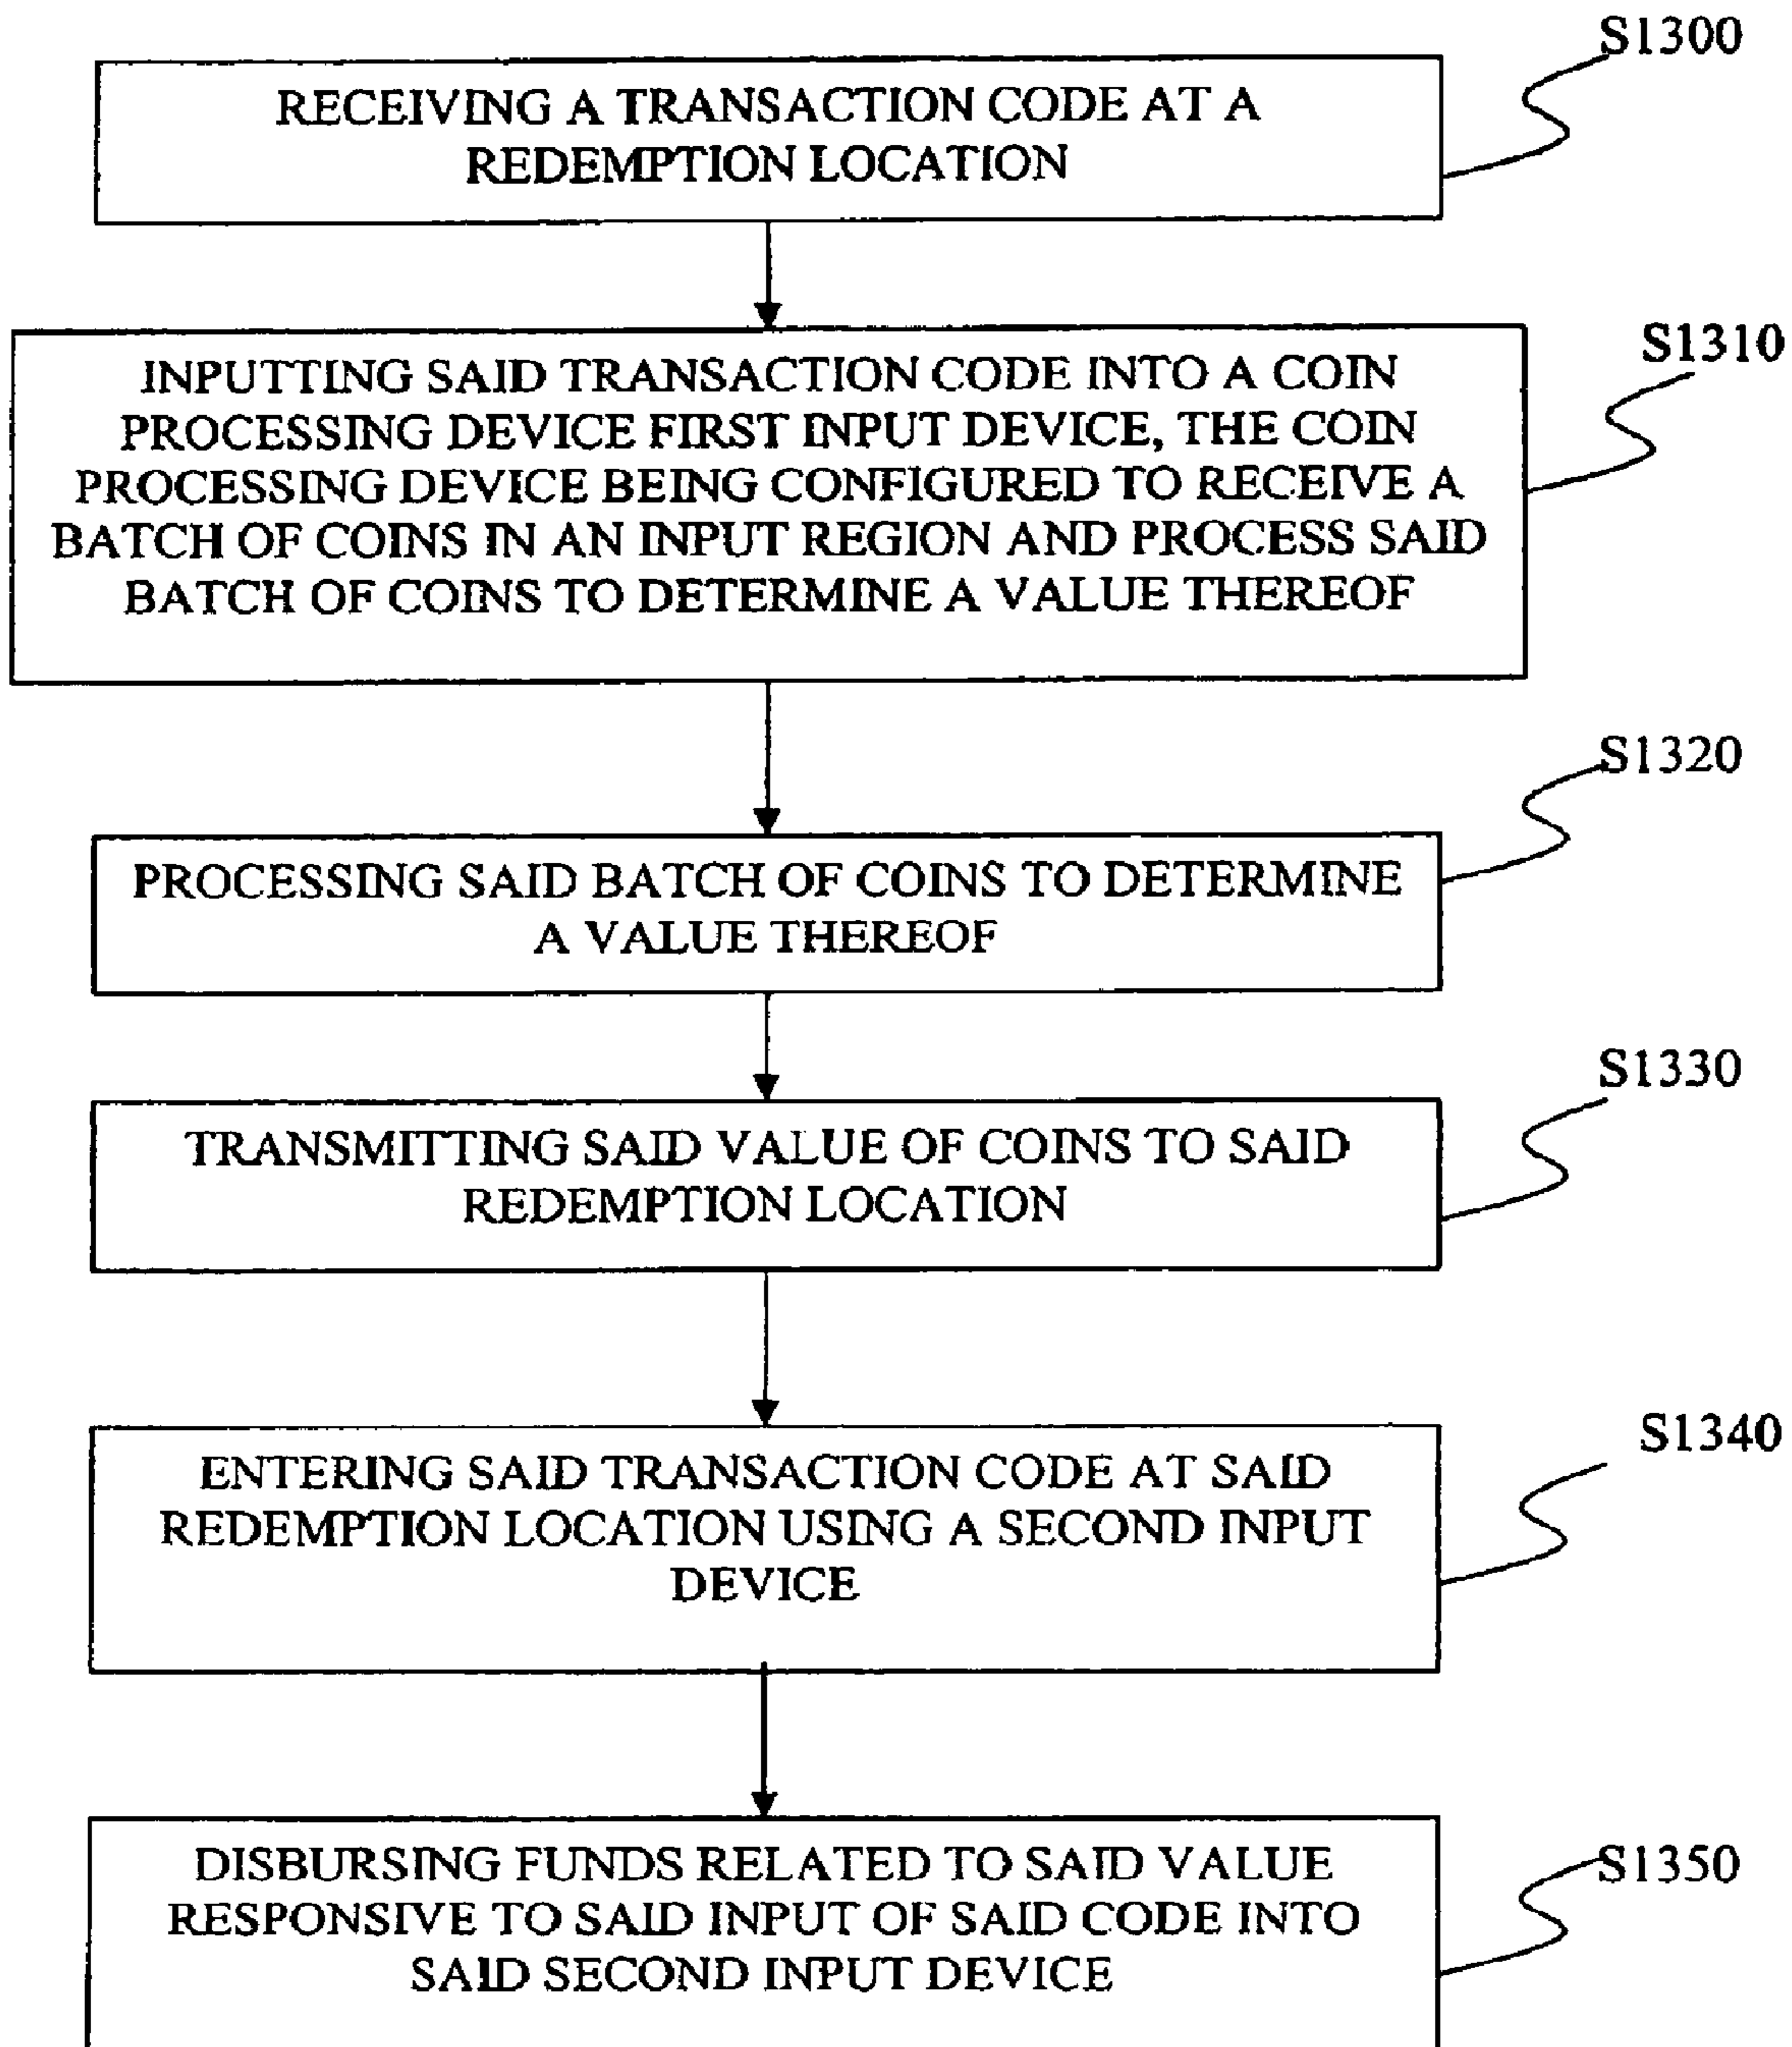 S1300
RECEIVING A TRANSACTION CODE AT A
REDEMPTION LOCATION
S1310
INPUTTING SAID TRANSACTION CODE INTO A COIN
PROCESSING DEVICE FIRST INPUT DEVICE, THE COIN
PROCESSING DEVICE BEING CONFIGURED TO RECEIVE A
BATCH OF COINS IN AN INPUT REGION AND PROCESS SAID
BATCH OF COINS TO DETERMINE A VALUE THEREOF
S1320
PROCESSING SAID BATCH OF COINS TO DETERMINE
A VALUE THEREOF
S1330
TRANSMITTING SAID VALUE OF COINS TO SAID
REDEMPTION LOCATION
S1340
ENTERING SAID TRANSACTION CODE AT SAID
REDEMPTION LOCATION USING A SECOND INPUT
DEVICE
S1350
DISBURSING FUNDS RELATED TO SAID VALUE
RESPONSIVE TO SAID INPUT OF SAID CODE INTO
SAID SECOND INPUT DEVICE